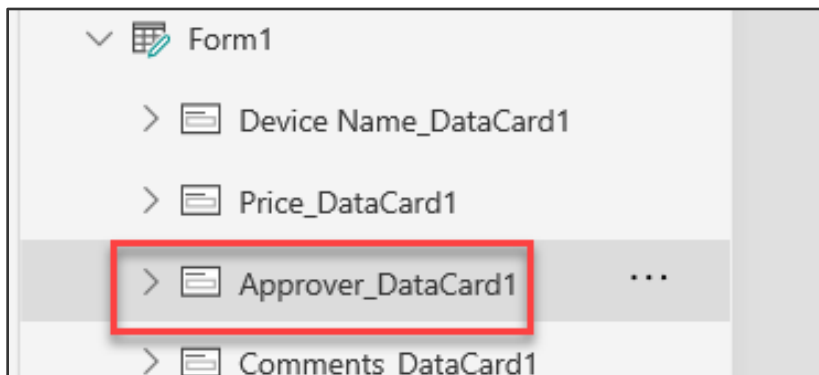 Form1
Device Name_DataCard1
Price_DataCard1
Approver_DataCard1
Comments_DataCard1